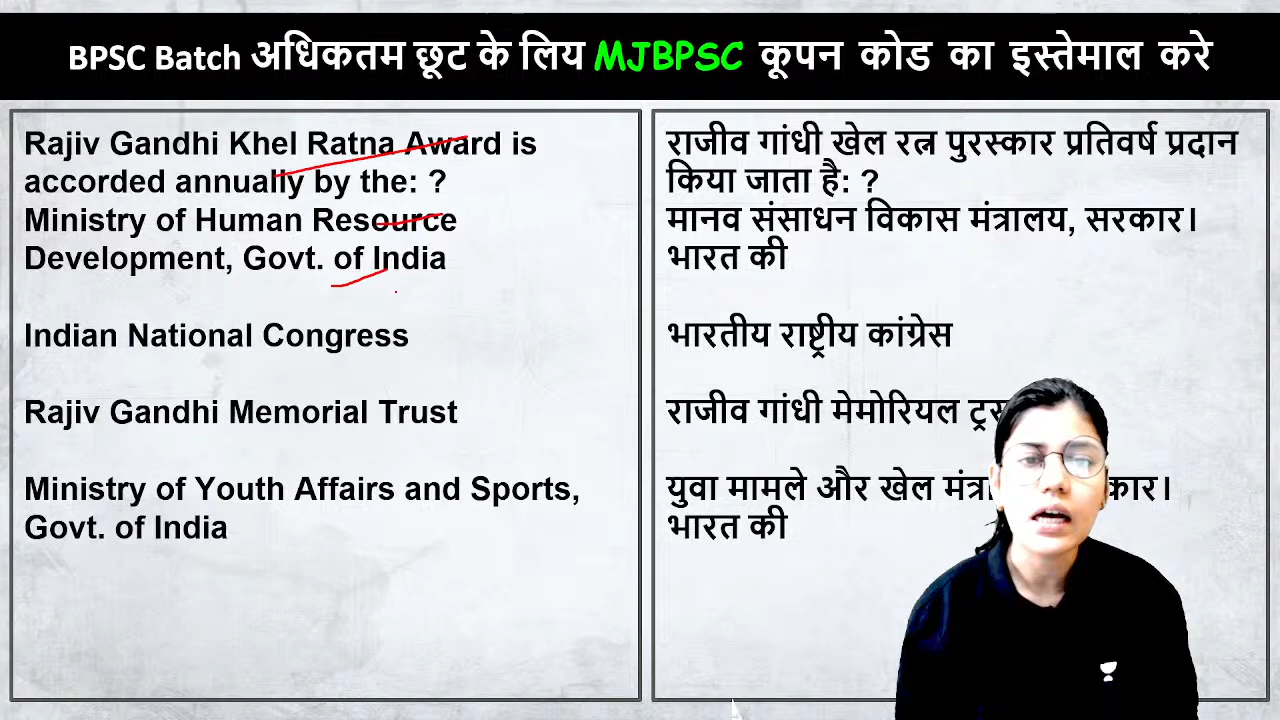 BPSC Batch अधिकतम छूट के लिय MJBPSC कूपन कोड का इस्तेमाल करे
Rajiv Gandhi Khel Ratna Award is
accorded annually by the: ?
Ministry of Human Resource
Development, Govt. of India
Indian National Congress
Rajiv Gandhi Memorial Trust
Ministry of Youth Affairs and Sports,
Govt. of India
राजीव गांधी खेल रत्न पुरस्कार प्रतिवर्ष प्रदान
किया जाता है: ?
मानव संसाधन विकास मंत्रालय, सरकार।
भारत की
भारतीय राष्ट्रीय कांग्रेस
राजीव गांधी मेमोरियल
युवा मामले और खेल
भारत की